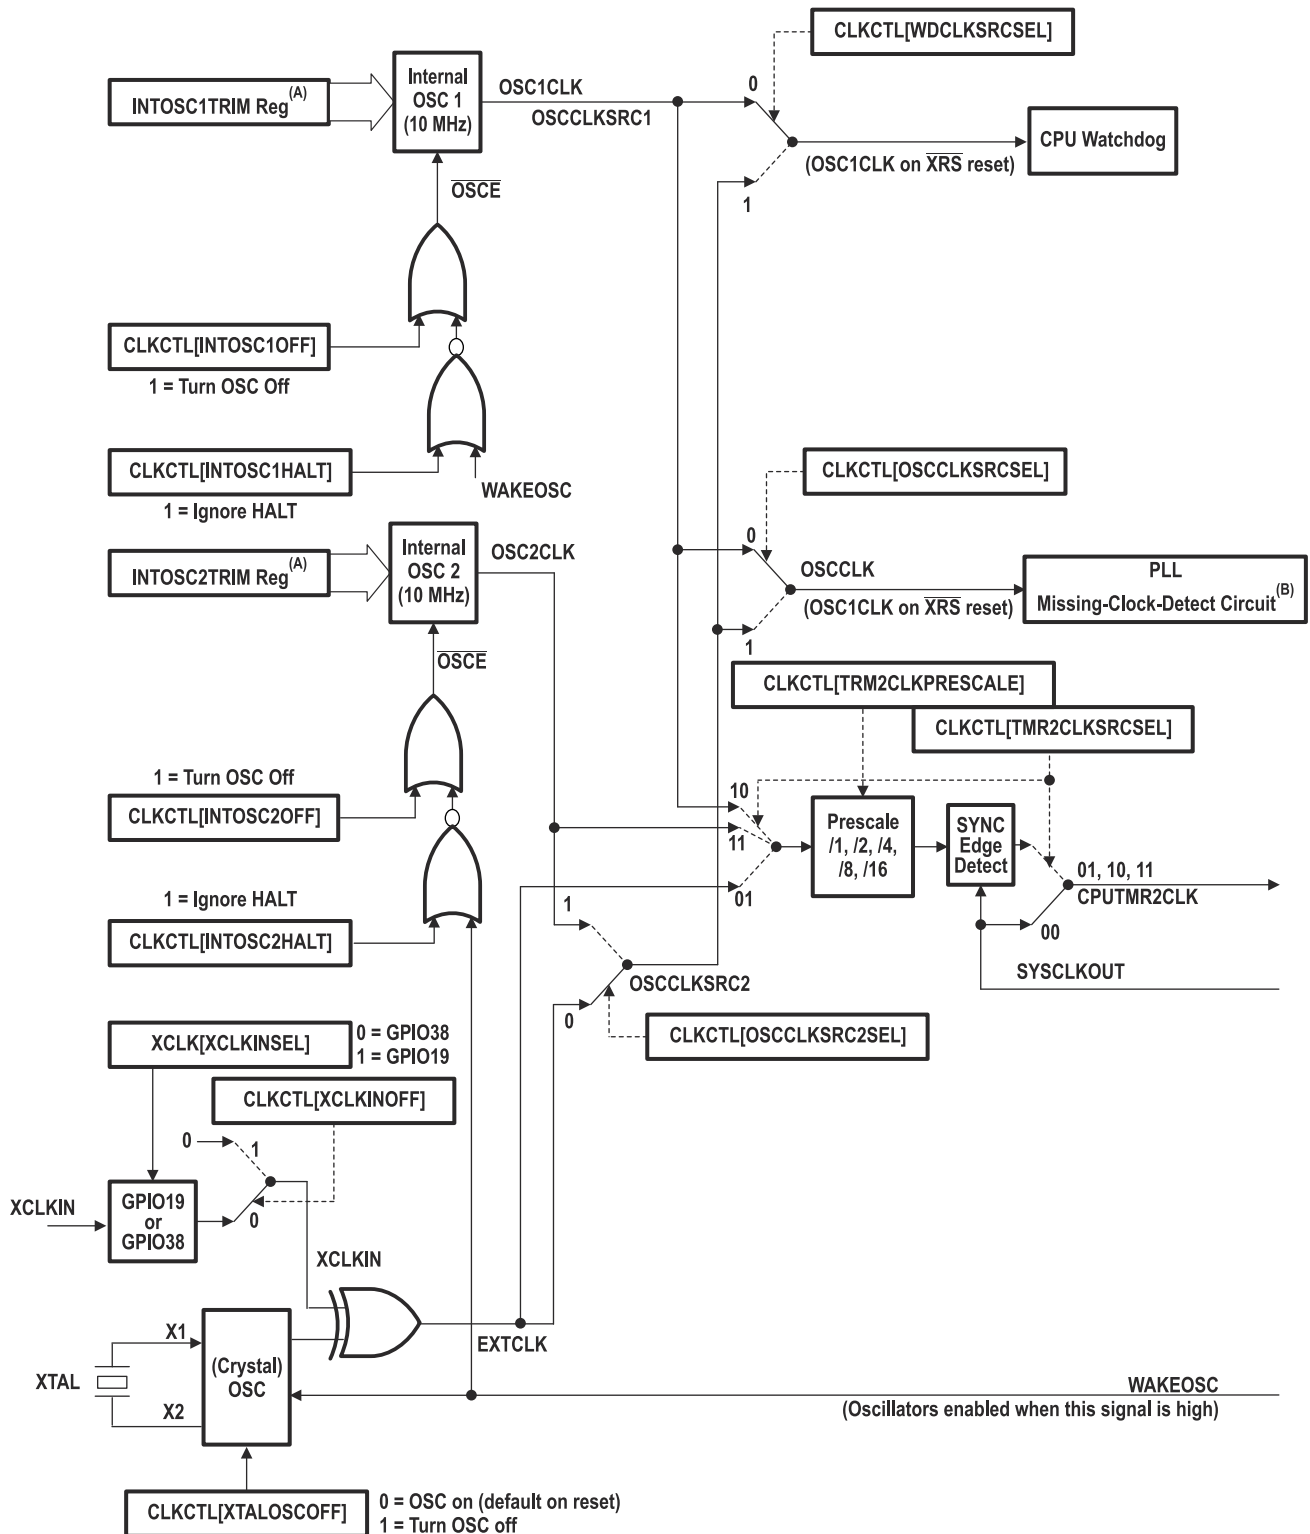 CLKCTL[WDCLKSRCSEL]
INTOSC1TRIM Reg(A)
Internal
OSC 1
(10 MHz)
OSC1CLK
OSCCLKSRC1
0
1
(OSC1CLK on XRS reset)
CPU Watchdog
OSCE
CLKCTL[INTOSC1OFF]
1 = Turn OSC Off
CLKCTL[INTOSC1HALT]
1 = Ignore HALT
WAKEOSC
CLKCTL[OSCCLKSRCSEL]
INTOSC2TRIM Reg(A)
Internal
OSC 2
(10 MHz)
OSC2CLK
0
1
OSCCLK
(OSC1CLK on XRS reset)
PLL
Missing-Clock-Detect Circuit(B)
OSCE
CLKCTL[TRM2CLKPRESCALE]
CLKCTL[TMR2CLKSRCSEL]
1 = Turn OSC Off
CLKCTL[INTOSC2OFF]
10
11
01
Prescale
/1, /2, /4,
/8, /16
SYNC
Edge
Detect
01, 10, 11
CPUTMR2CLK
00
SYSCLKOUT
1 = Ignore HALT
CLKCTL[INTOSC2HALT]
1
0
OSCCLKSRC2
CLKCTL[OSCCLKSRC2SEL]
XCLK[XCLKINSEL]
0 = GPIO38
1 = GPIO19
CLKCTL[XCLKINOFF]
0
1
0
XCLKIN
GPIO19
or
GPIO38
XCLKIN
EXTCLK
XTAL
X1
X2
(Crystal)
OSC
WAKEOSC
(Oscillators enabled when this signal is high)
CLKCTL[XTALOSCOFF]
0 = OSC on (default on reset)
1 = Turn OSC off